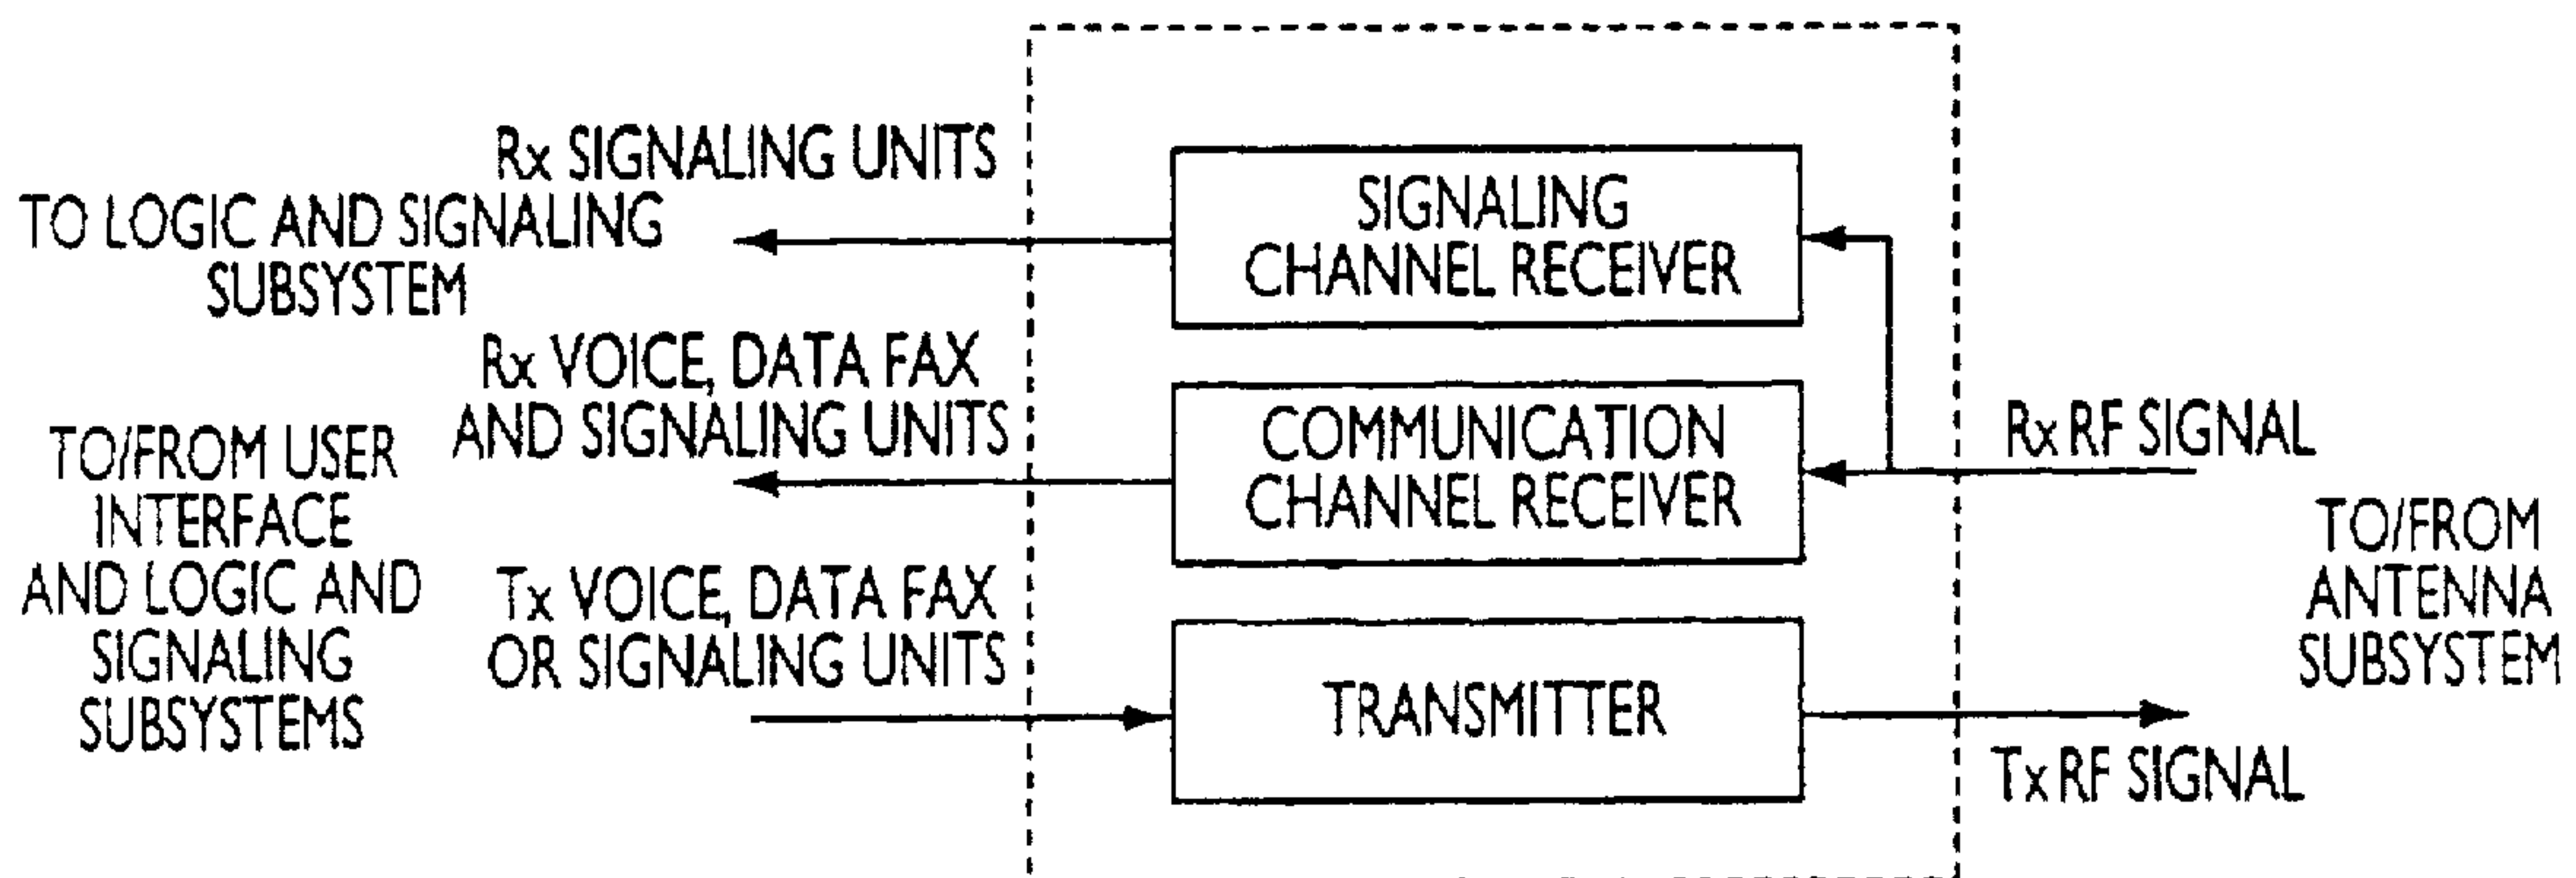 Rx SIGNALING UNITS
TO LOGIC AND SIGNALING
SUBSYSTEM
Rx VOICE, DATA FAX
AND SIGNALING UNITS
TO/FROM USER
INTERFACE
AND LOGIC AND
SIGNALING
SUBSYSTEMS
Tx VOICE, DATA FAX
OR SIGNALING UNITS
SIGNALING
CHANNEL RECEIVER
COMMUNICATION
CHANNEL RECEIVER
TRANSMITTER
Rx RF SIGNAL
TO/FROM
ANTENNA
SUBSYSTEM
Tx RF SIGNAL